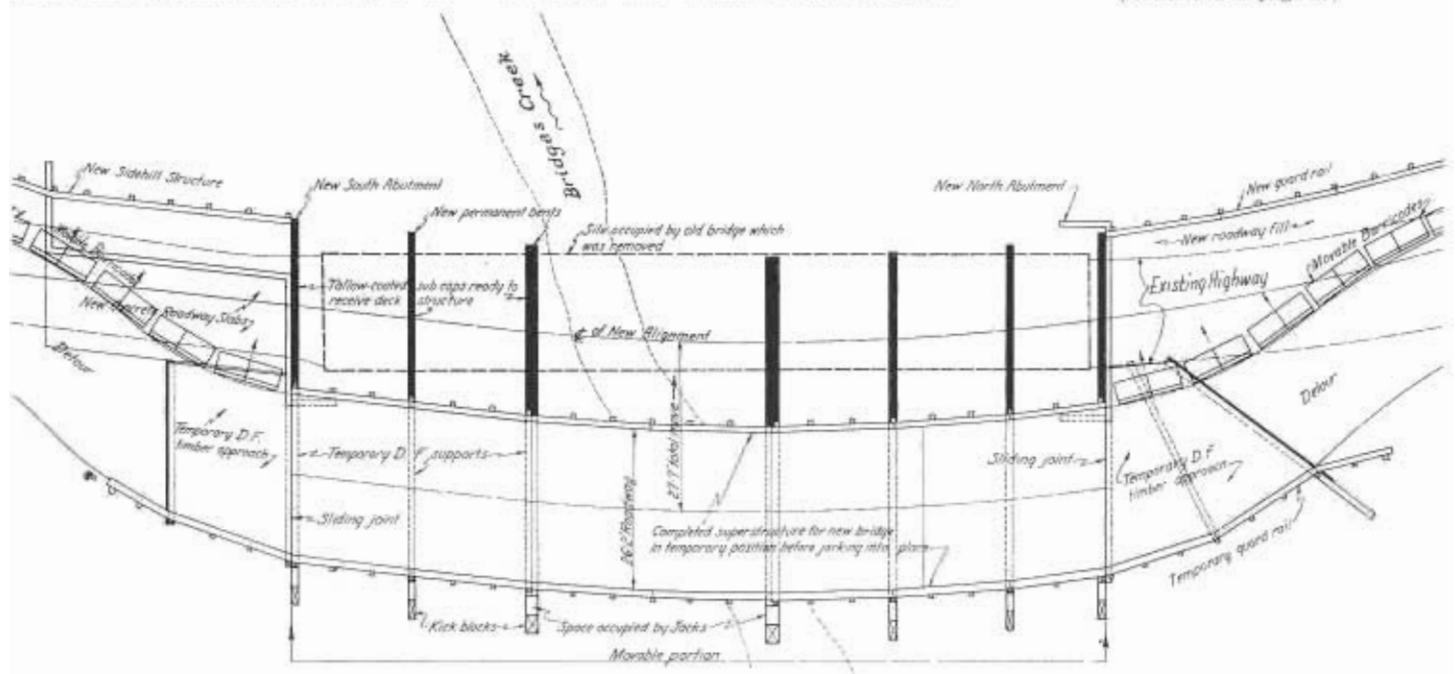 Bridges Creek
New Sidehill Structure
New South Abutment
New permanent bents
Site occupied by old bridge which
was removed
New North Abutment
New guard rail
New roadway fill
Movable Barricades
Existing Highway
Tallow-coated sub caps ready to
receive deck structure
New Concrete Roadway Slabs
℄ of New Alignment
Detour
Detour
Temporary D.F.
timber approach
Temporary D.F. supports
27'7" total move
26'2" Roadway
Sliding joint
Sliding joint
Temporary D.F.
timber approach
Completed superstructure for new bridge
in temporary position before jacking into place
Temporary guard rail
Kick blocks
Space occupied by Jacks
Movable portion